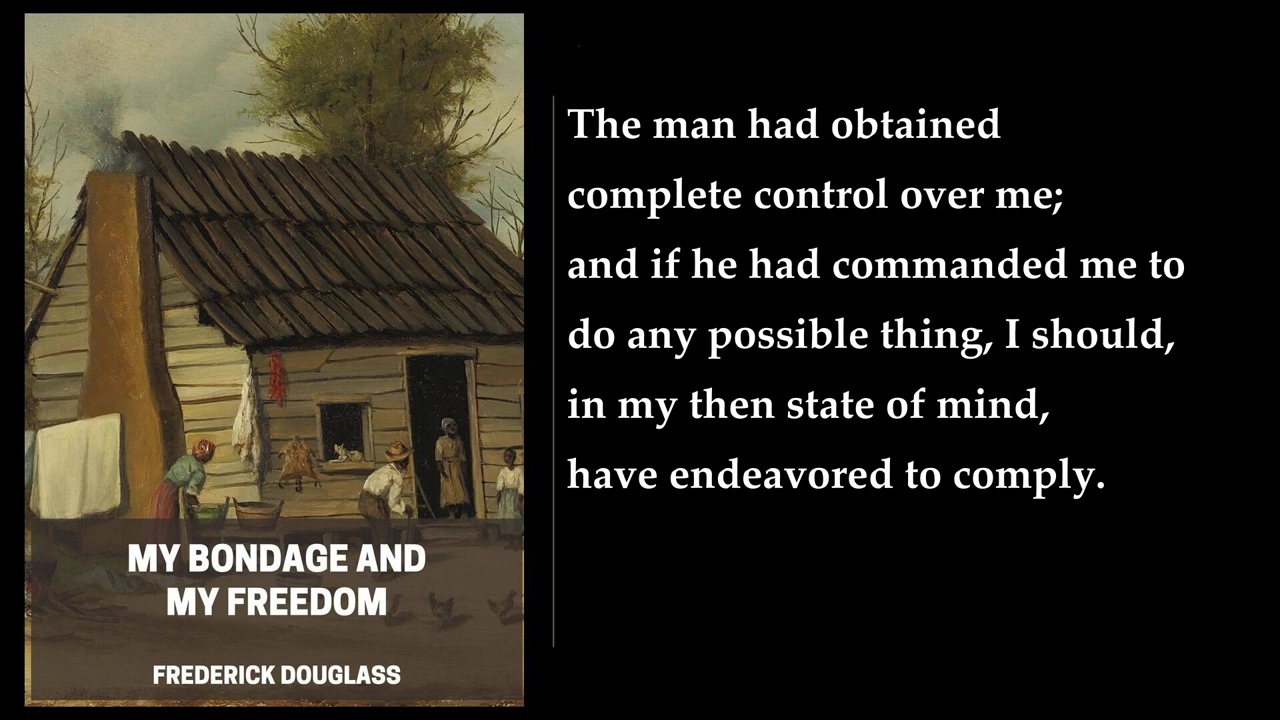 The man had obtained
complete control over me;
and if he had commanded me to
do any possible thing, I should,
in my then state of mind,
have endeavored to comply.
MY BONDAGE AND
MY FREEDOM
FREDERICK DOUGLASS